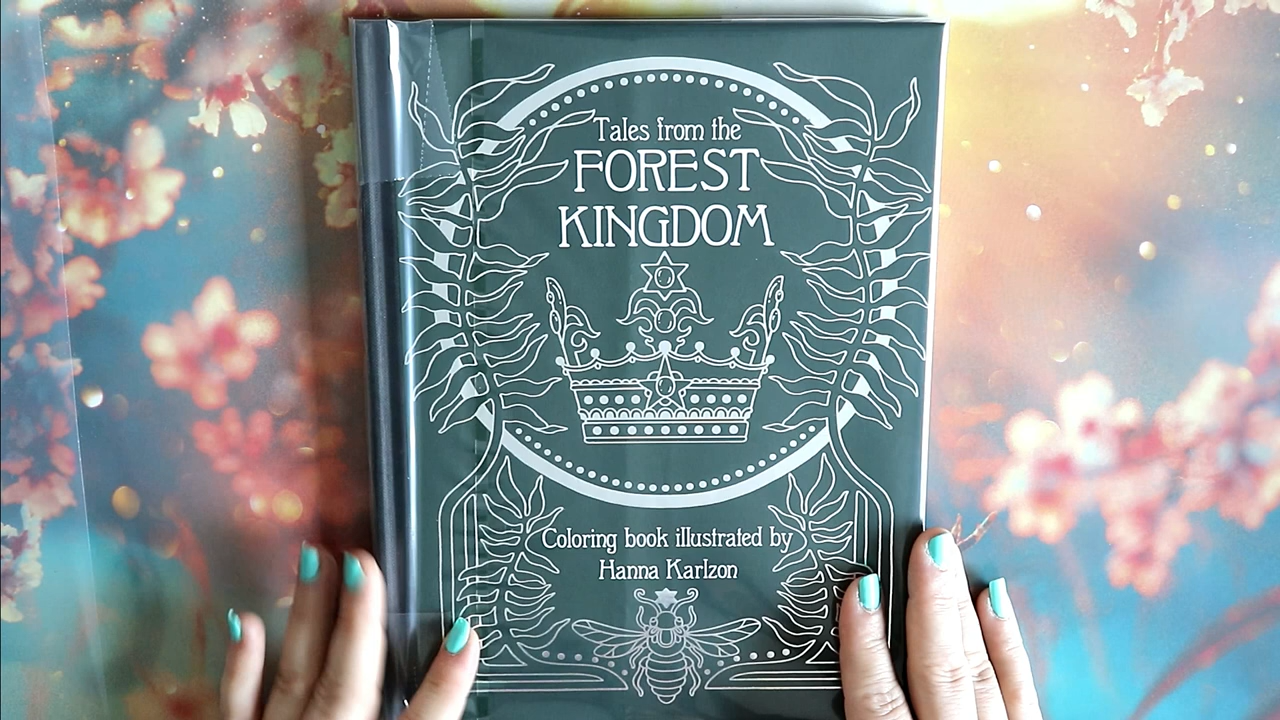 Tales from the
FOREST
KINGDOM
Coloring book illustrated by
Hanna Karlzon